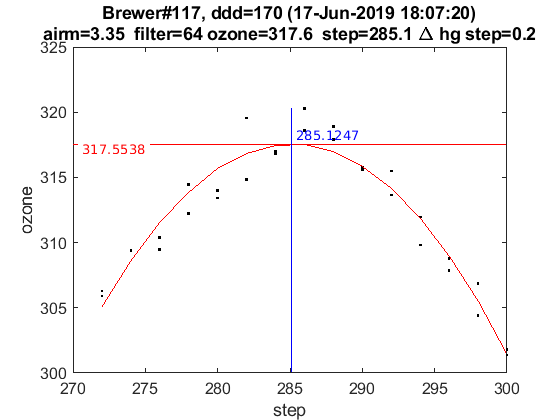 Brewer#117, ddd=170 (17-Jun-2019 18:07:20)
airm=3.35 filter=64 ozone=317.6 step=285.1 Δ hg step=0.2
325
320
315
310
305
300
ozone
317.5538
285.1247
270 275 280 285 290 295 300
step